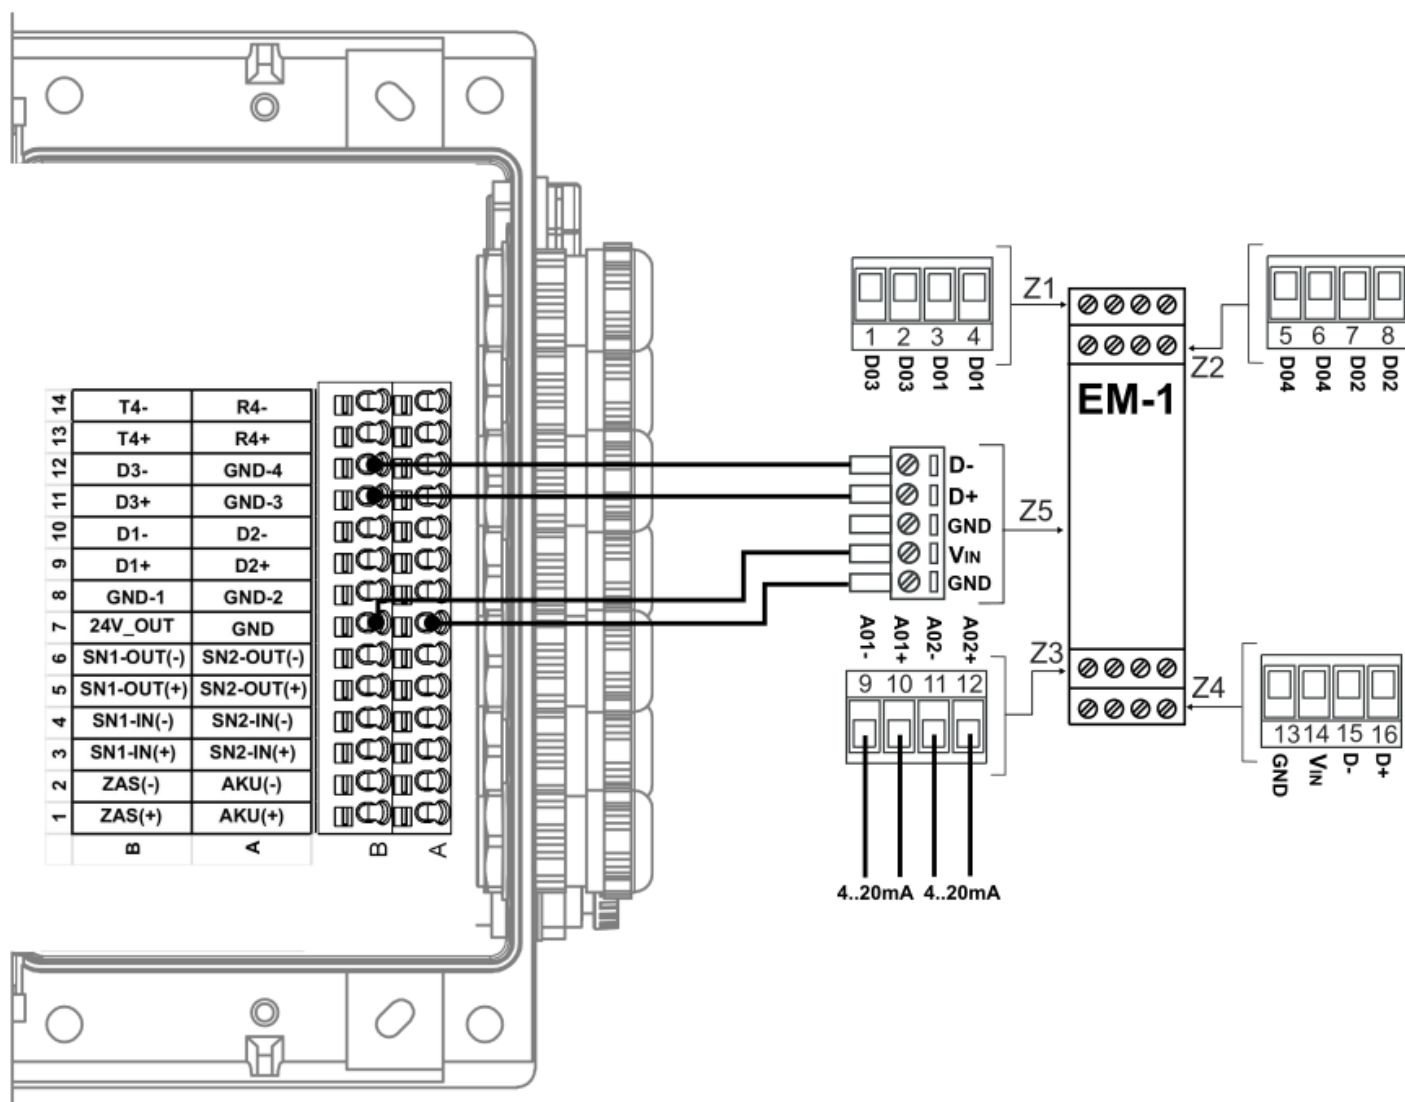 14 T4- R4-
13 T4+ R4+
12 D3- GND-4
11 D3+ GND-3
10 D1- D2-
9 D1+ D2+
8 GND-1 GND-2
7 24V_OUT GND
6 SN1-OUT(-) SN2-OUT(-)
5 SN1-OUT(+) SN2-OUT(+)
4 SN1-IN(-) SN2-IN(-)
3 SN1-IN(+) SN2-IN(+)
2 ZAS(-) AKU(-)
1 ZAS(+) AKU(+)
B A
B A
1 2 3 4
D03 D03 D01 D01
Z1
5 6 7 8
D04 D04 D02 D02
Z2
EM-1
D-
D+
GND
VIN
GND
Z5
A01- A01+ A02- A02+
9 10 11 12
Z3
4..20mA 4..20mA
Z4
13 14 15 16
GND VIN D- D+